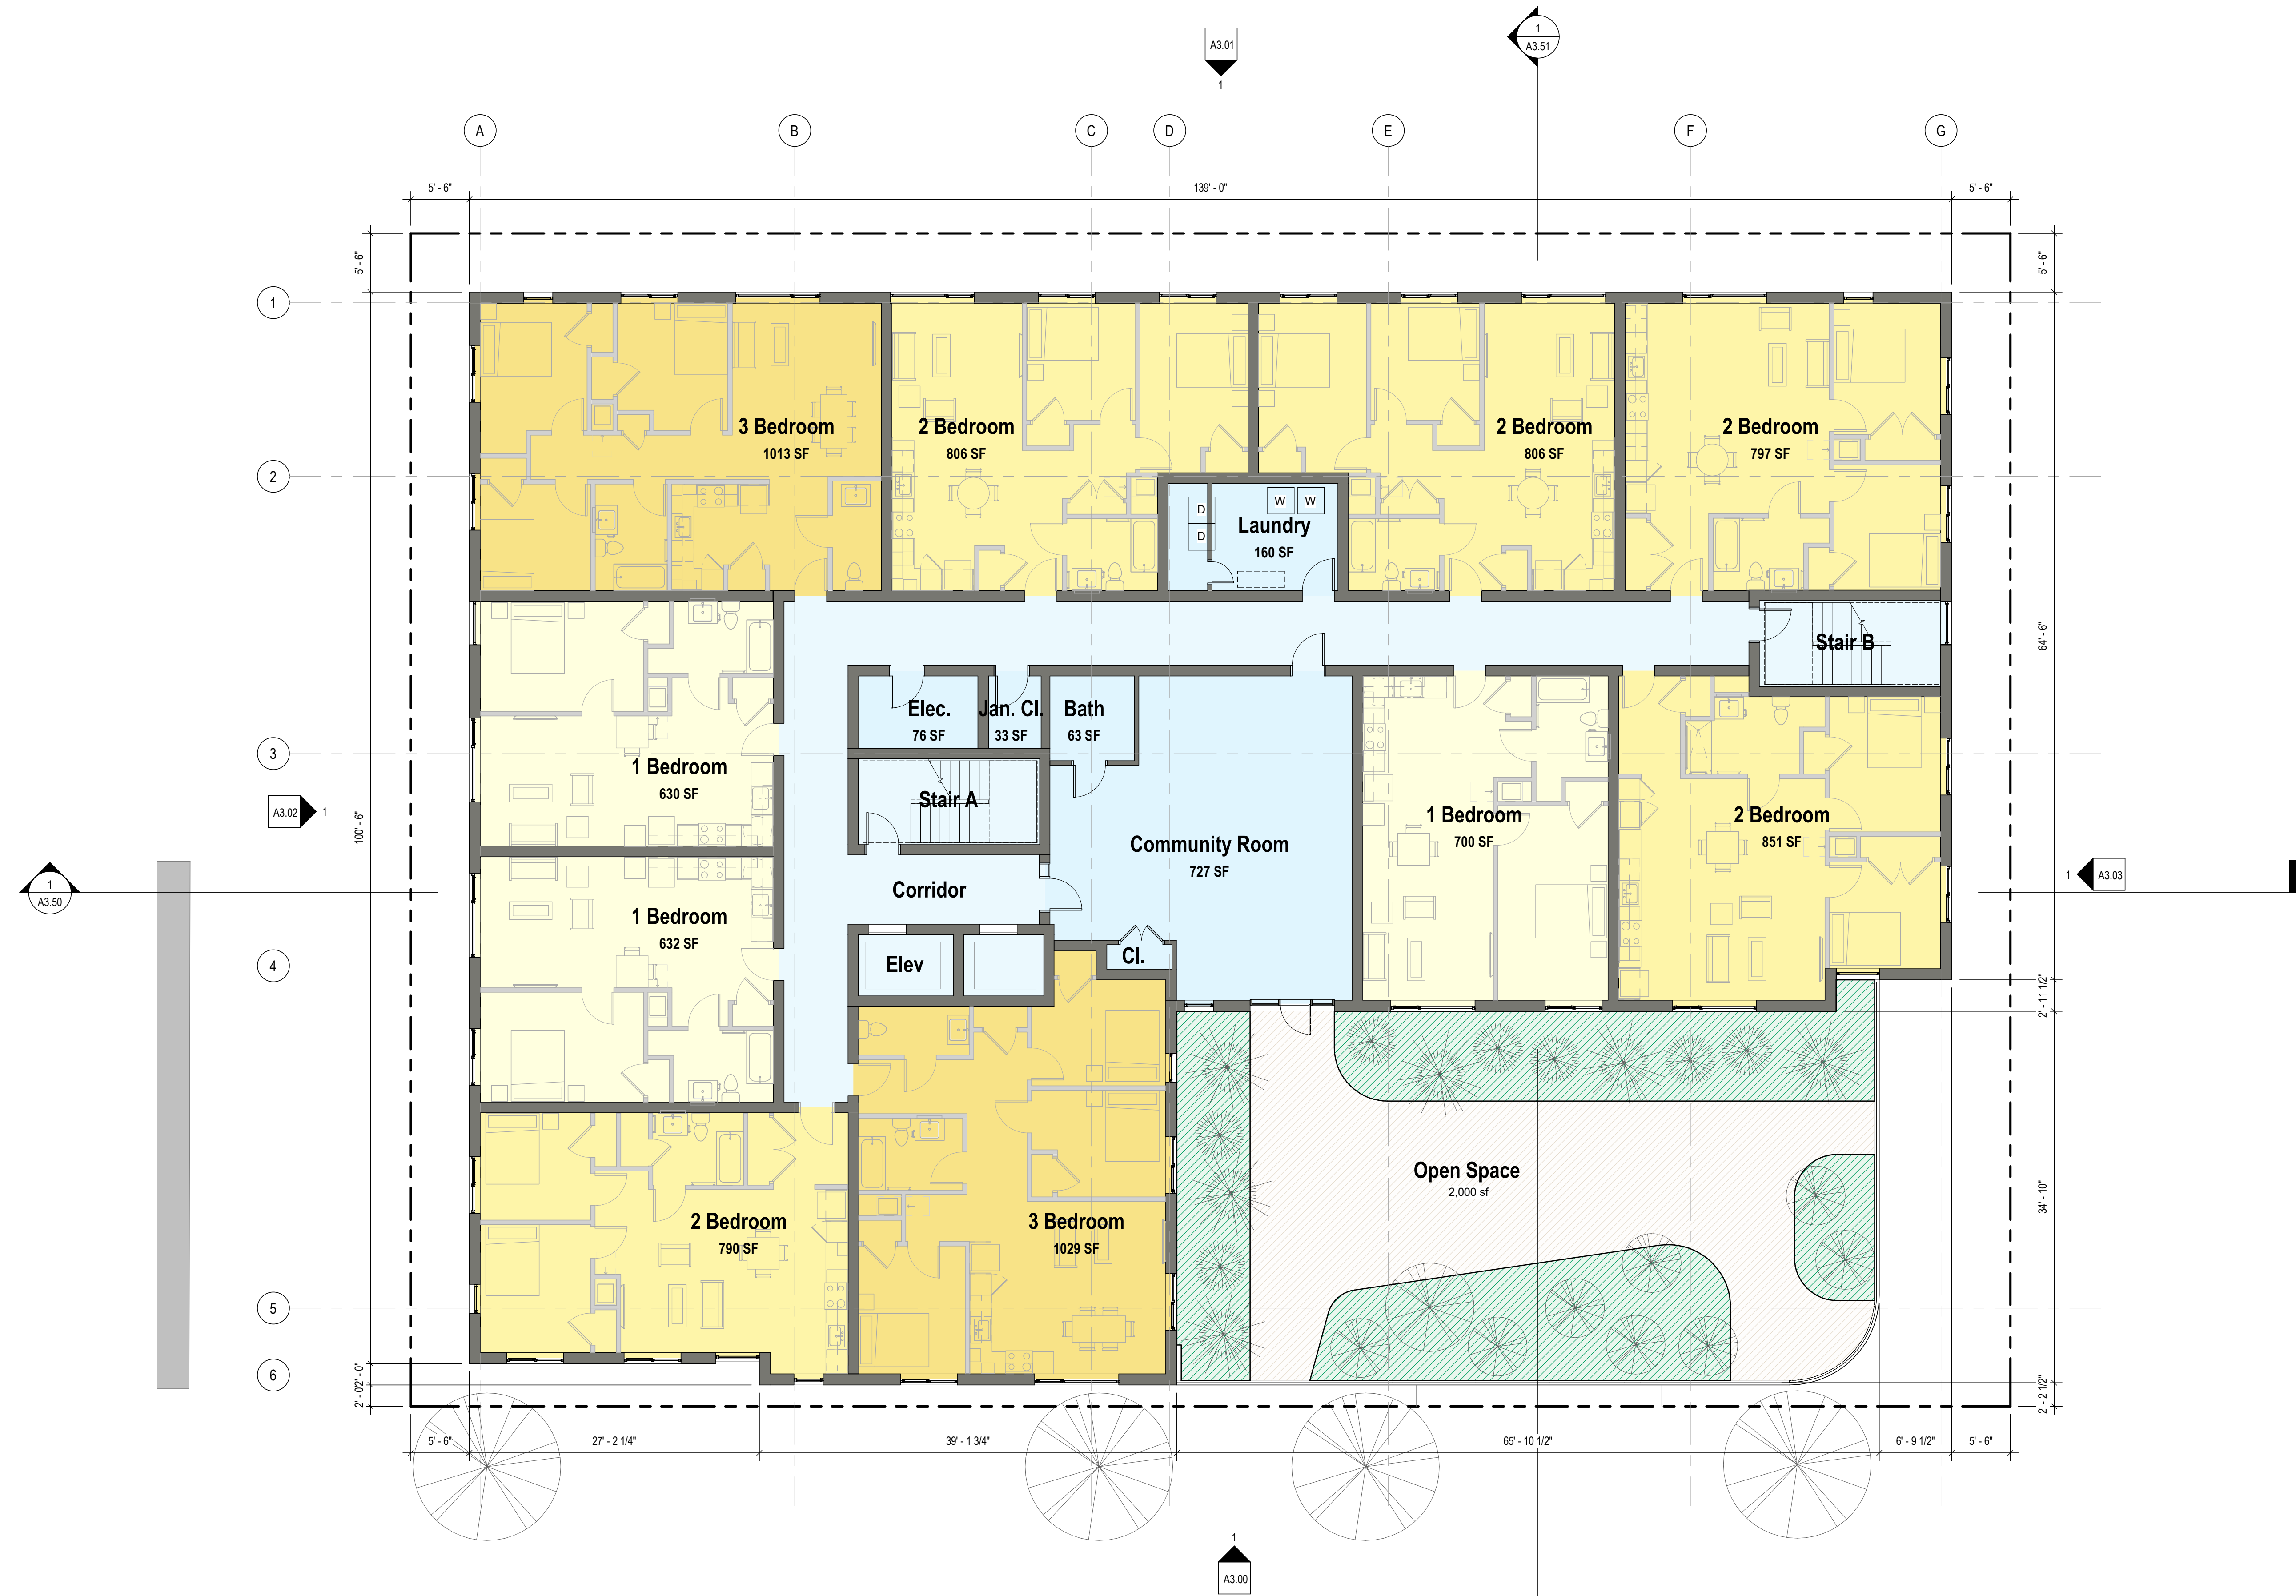 1
A3.51
A3.01
1
A
B
C
D
E
F
G
5' - 6"
139' - 0"
5' - 6"
5' - 6"
5' - 6"
1
2
3
4
5
6
3 Bedroom
1013 SF
2 Bedroom
806 SF
2 Bedroom
806 SF
2 Bedroom
797 SF
D
D
W
W
Laundry
160 SF
Stair B
64' - 6"
Elec.
76 SF
Jan. Cl.
33 SF
Bath
63 SF
1 Bedroom
630 SF
Stair A
Community Room
727 SF
1 Bedroom
700 SF
2 Bedroom
851 SF
A3.02
1
100' - 6"
1
A3.50
1
A3.03
Corridor
1 Bedroom
632 SF
Elev
Cl.
2' - 11 1/2"
Open Space
2,000 sf
34' - 10"
2 Bedroom
790 SF
3 Bedroom
1029 SF
2' - 0"
2' - 2 1/2"
5' - 6"
27' - 2 1/4"
39' - 1 3/4"
65' - 10 1/2"
6' - 9 1/2"
5' - 6"
1
A3.00